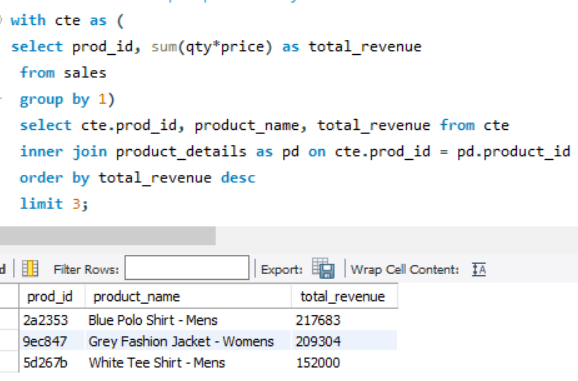 with cte as (
select prod_id, sum(qty*price) as total_revenue
from sales
group by 1)
select cte.prod_id, product_name, total_revenue from cte
inner join product_details as pd on cte.prod_id = pd.product_id
order by total_revenue desc
limit 3;
Filter Rows: Export: Wrap Cell Content:
prod_id product_name total_revenue
2a2353 Blue Polo Shirt - Mens 217683
9ec847 Grey Fashion Jacket - Womens 209304
5d267b White Tee Shirt - Mens 152000